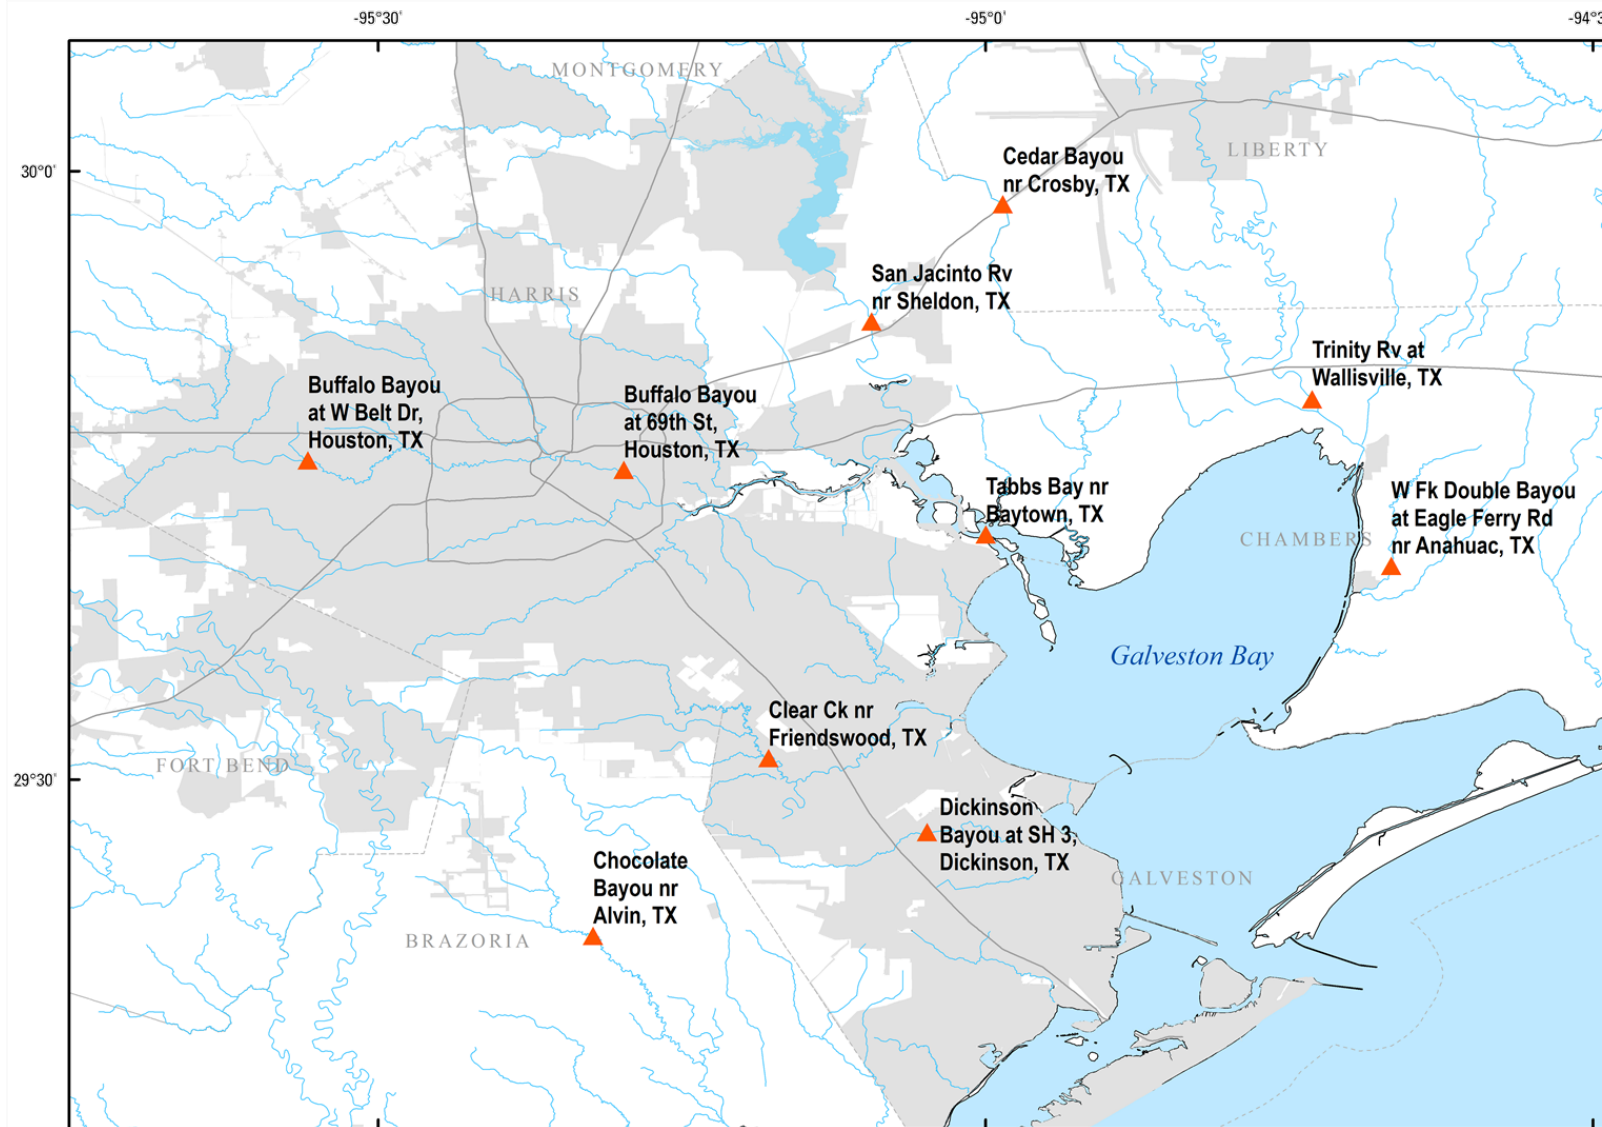 -95°30'
-95°0'
-94°3
MONTGOMERY
30°0'
Cedar Bayou
nr Crosby, TX
LIBERTY
San Jacinto Rv
nr Sheldon, TX
HARRIS
Trinity Rv at
Wallisville, TX
Buffalo Bayou
at W Belt Dr,
Houston, TX
Buffalo Bayou
at 69th St,
Houston, TX
Tabbs Bay nr
Baytown, TX
W Fk Double Bayou
at Eagle Ferry Rd
nr Anahuac, TX
CHAMBERS
Galveston Bay
Clear Ck nr
Friendswood, TX
FORT BEND
29°30'
Dickinson
Bayou at SH 3,
Dickinson, TX
Chocolate
Bayou nr
Alvin, TX
GALVESTON
BRAZORIA